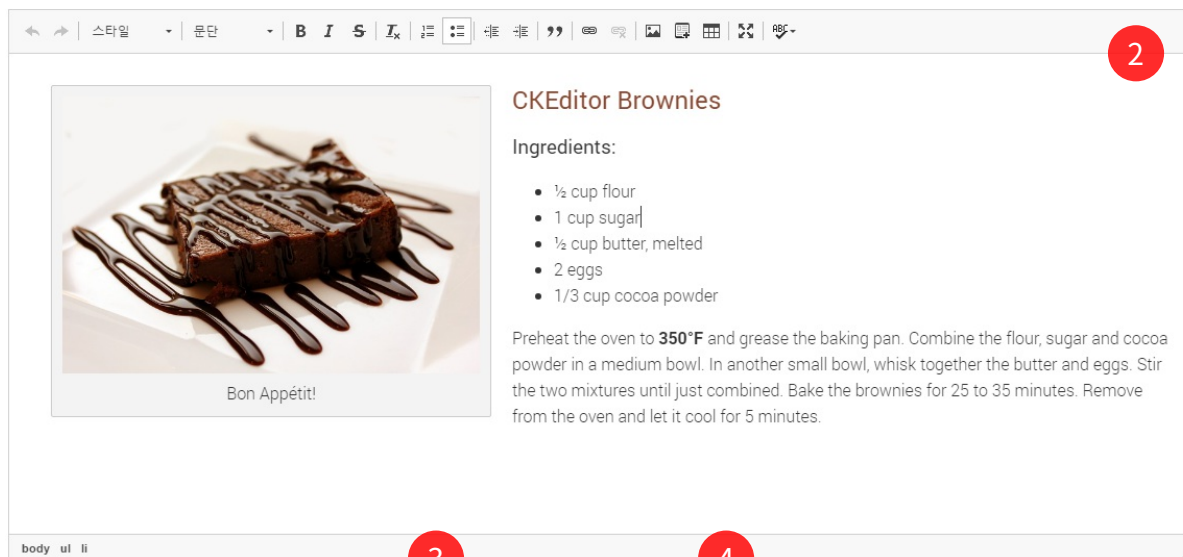 스타일 문단 B I S Tx ABC
2
CKEditor Brownies
Ingredients:
• ½ cup flour
• 1 cup sugar
• ½ cup butter, melted
• 2 eggs
• 1/3 cup cocoa powder
Preheat the oven to 350°F and grease the baking pan. Combine the flour, sugar and cocoa
powder in a medium bowl. In another small bowl, whisk together the butter and eggs. Stir
the two mixtures until just combined. Bake the brownies for 25 to 35 minutes. Remove
from the oven and let it cool for 5 minutes.
Bon Appétit!
body ul li
4